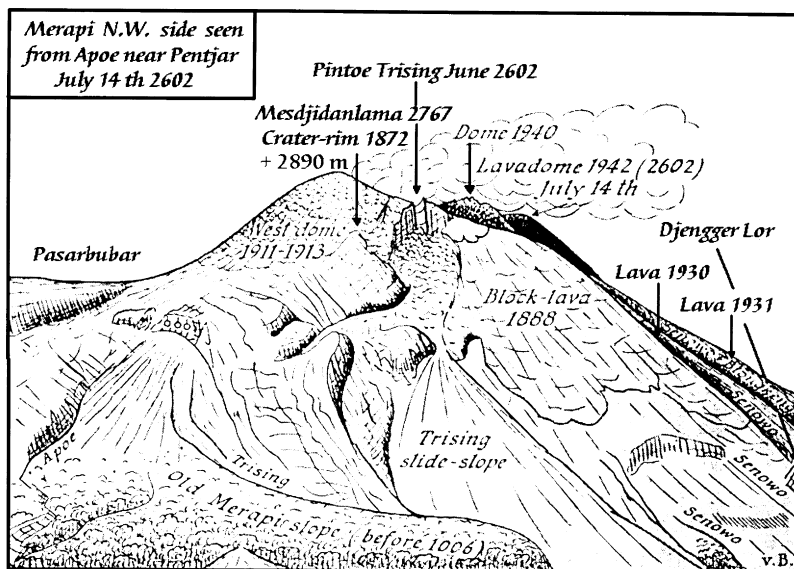 Merapi N.W. side seen
from Apoe near Pentjar
July 14 th 2602
Pintoe Trising June 2602
Mesdjidanlama 2767
Crater-rim 1872
+ 2890 m
Dome 1940
Lavadome 1942 (2602)
July 14 th
West dome
1911-1913
Pasarbubar
Djengger Lor
Lava 1930
Lava 1931
Block-lava
1888
Trising
slide-slope
Apoe
Trising
Old Merapi slope (before 1006)
Senowo
Senowo
Senowo
v.B.